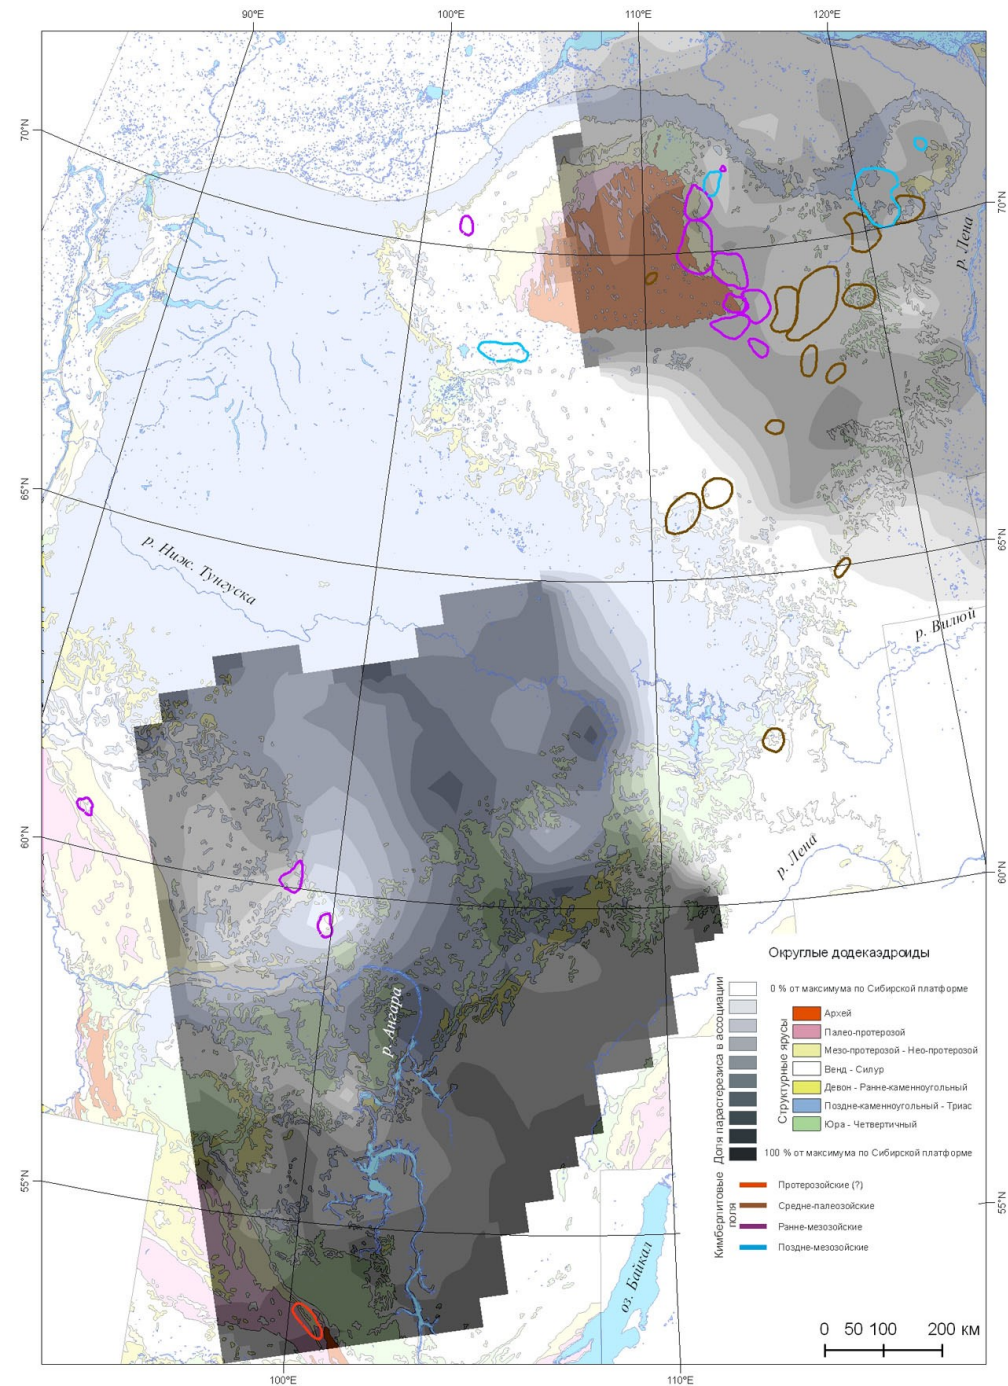 90°E
100°E
110°E
120°E
70°N
70°N
р. Лена
65°N
65°N
р. Ниж. Тунгуска
р. Вилюй
60°N
60°N
р. Лена
р. Ангара
55°N
55°N
оз. Байкал
100°E
110°E
Округлые додекаэдроиды
Доля парастерезиса в ассоциации
0 % от максимума по Сибирской платформе
100 % от максимума по Сибирской платформе
Структурные ярусы
Архей
Палео-протерозой
Мезо-протерозой - Нео-протерозой
Венд - Силур
Девон - Ранне-каменноугольный
Поздне-каменноугольный - Триас
Юра - Четвертичный
Кимберлитовые
поля
Протерозойские (?)
Средне-палеозойские
Ранне-мезозойские
Поздне-мезозойские
0 50 100 200 км